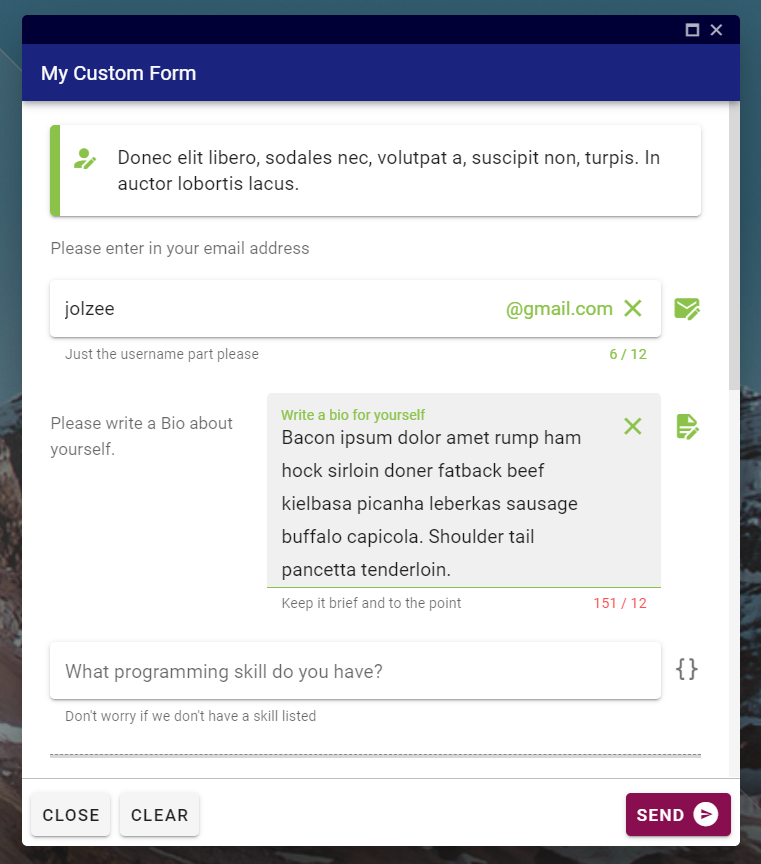 My Custom Form
Donec elit libero, sodales nec, volutpat a, suscipit non, turpis. In
auctor lobortis lacus.
Please enter in your email address
jolzee @gmail.com
Just the username part please 6 / 12
Please write a Bio about
yourself.
Write a bio for yourself
Bacon ipsum dolor amet rump ham
hock sirloin doner fatback beef
kielbasa picanha leberkas sausage
buffalo capicola. Shoulder tail
pancetta tenderloin.
Keep it brief and to the point 151 / 12
What programming skill do you have? {}
Don't worry if we don't have a skill listed
CLOSE CLEAR SEND